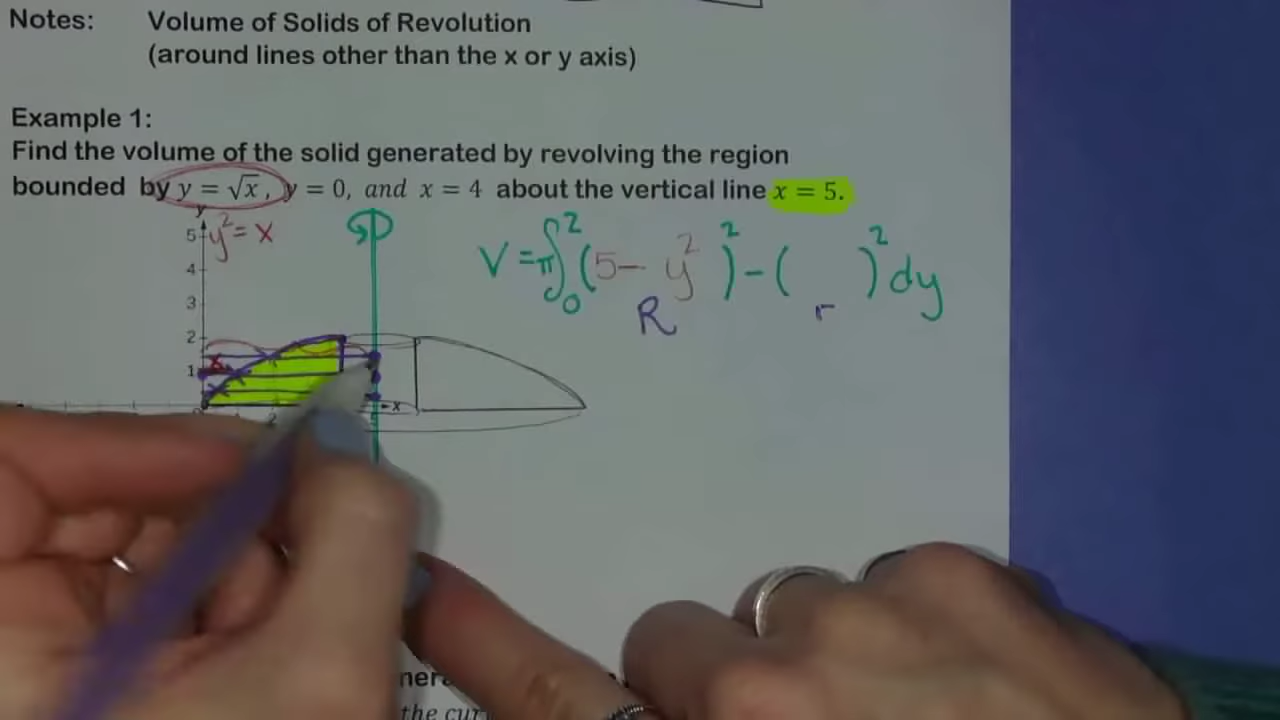 Notes: Volume of Solids of Revolution
(around lines other than the x or y axis)
Example 1:
Find the volume of the solid generated by revolving the region
bounded by y = √x, y = 0, and x = 4 about the vertical line x = 5.
y
5 y² = x
4
3
2
1 x
2 x
V = π∫₀² (5 − y²)² − ( )² dy
R r
the